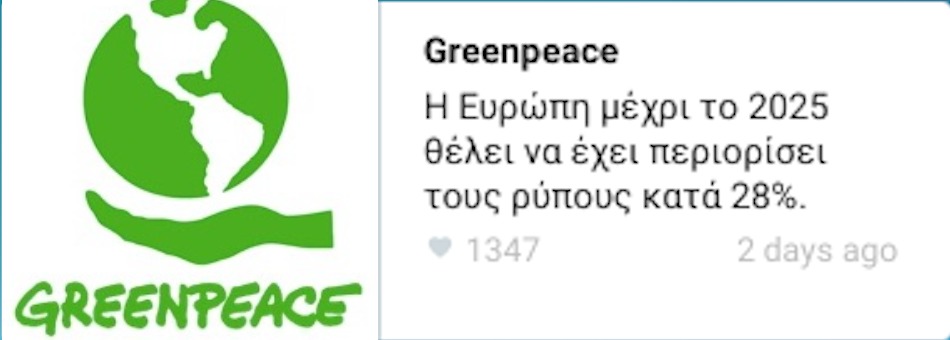 GREENPEACE
Greenpeace
Η Ευρώπη μέχρι το 2025
θέλει να έχει περιορίσει
τους ρύπους κατά 28%.
1347 2 days ago